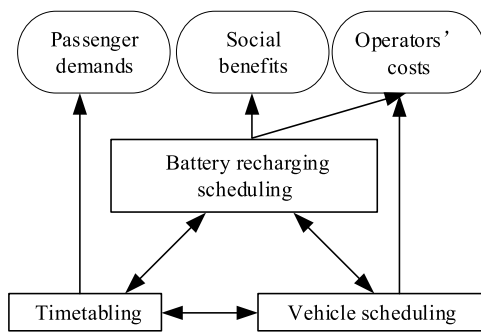 Passenger
demands
Social
benefits
Operators’
costs
Battery recharging
scheduling
Timetabling
Vehicle scheduling